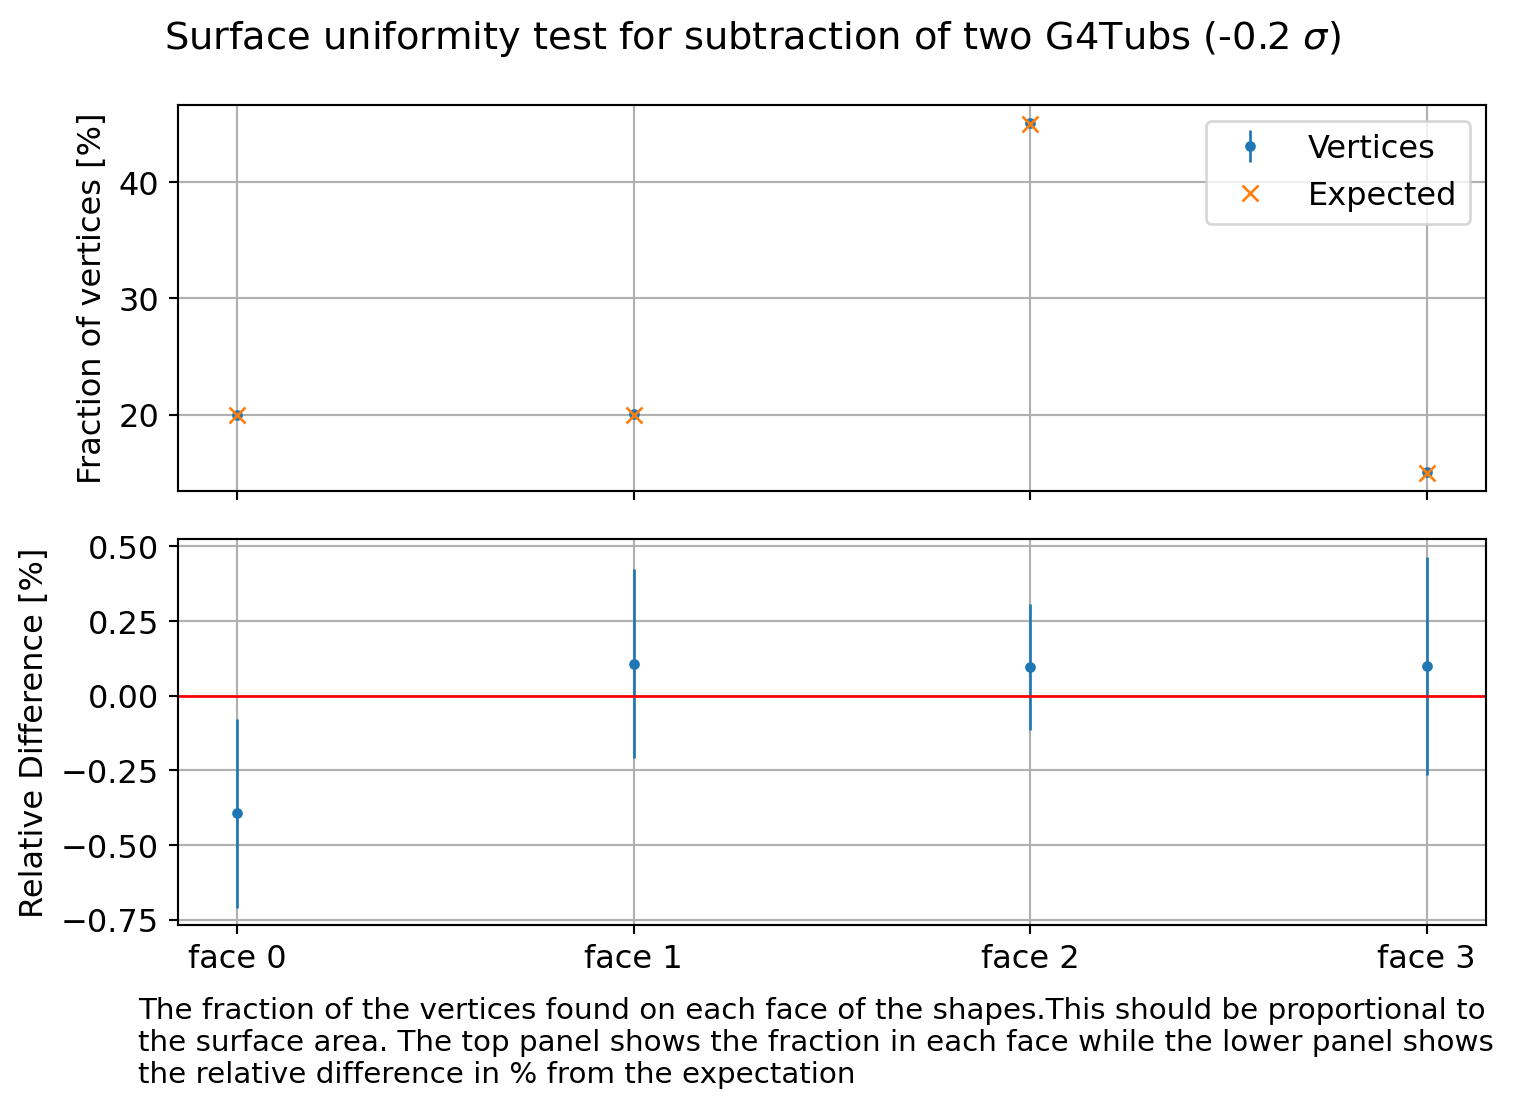 Surface uniformity test for subtraction of two G4Tubs (-0.2 σ)
Fraction of vertices [%]
40
30
20
Vertices
Expected
Relative Difference [%]
0.50
0.25
0.00
−0.25
−0.50
−0.75
face 0
face 1
face 2
face 3
The fraction of the vertices found on each face of the shapes.This should be proportional to
the surface area. The top panel shows the fraction in each face while the lower panel shows
the relative difference in % from the expectation